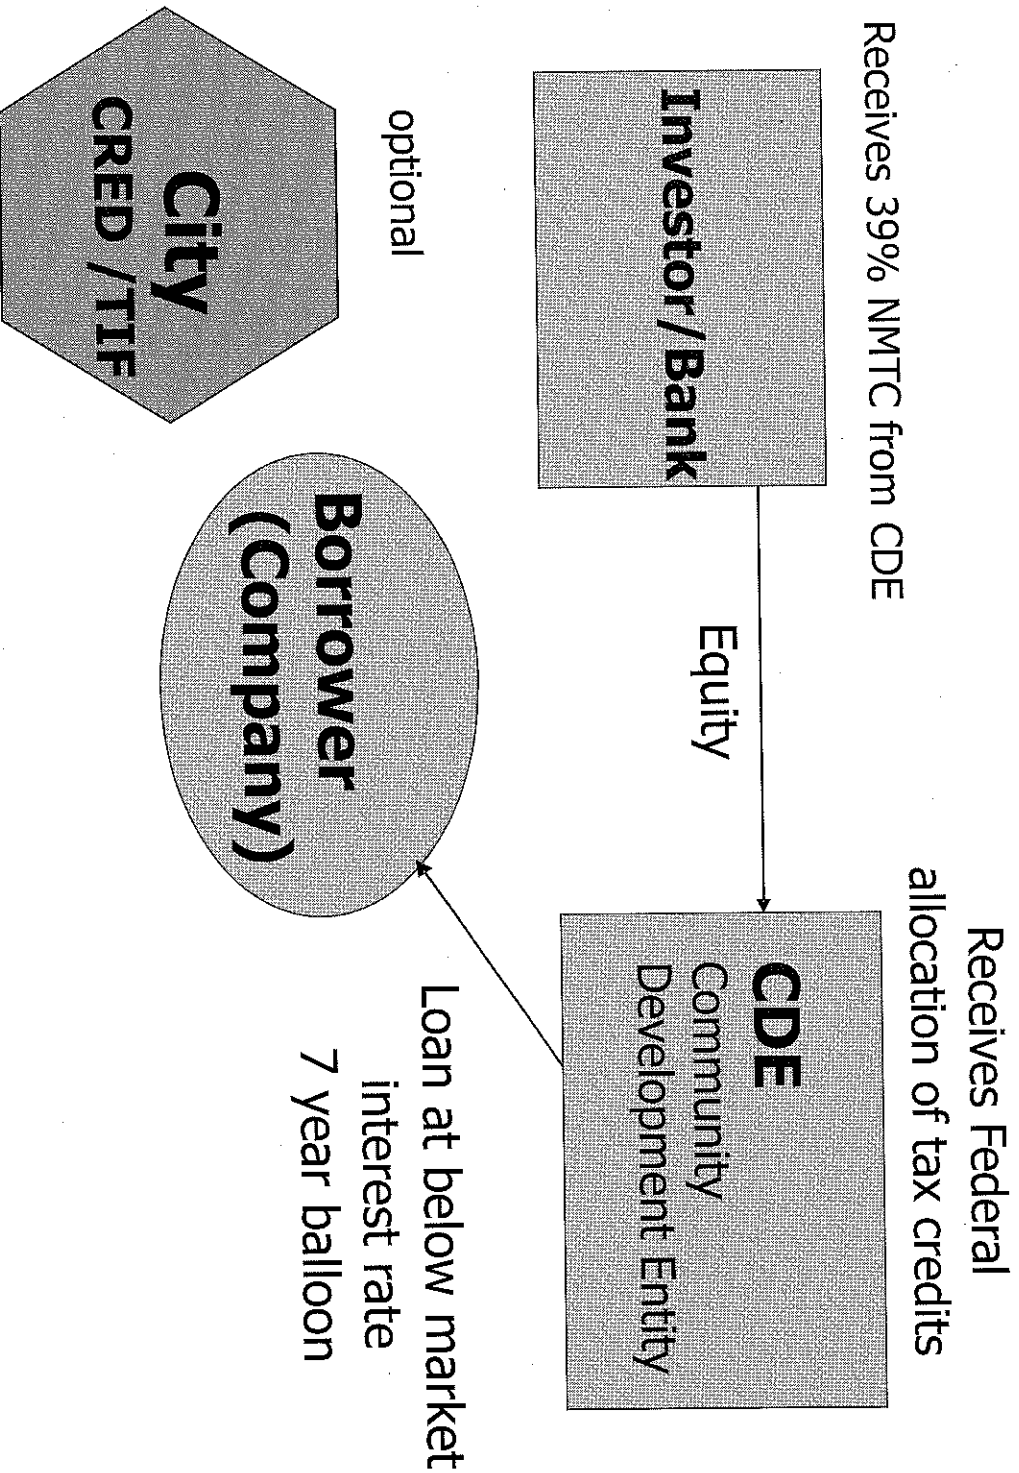 Receives Federal
allocation of tax credits
Receives 39% NMTC from CDE
Investor/Bank
Equity
CDE
Community
Development Entity
optional
City
CRED /TIF
Borrower
(Company)
Loan at below market
interest rate
7 year balloon